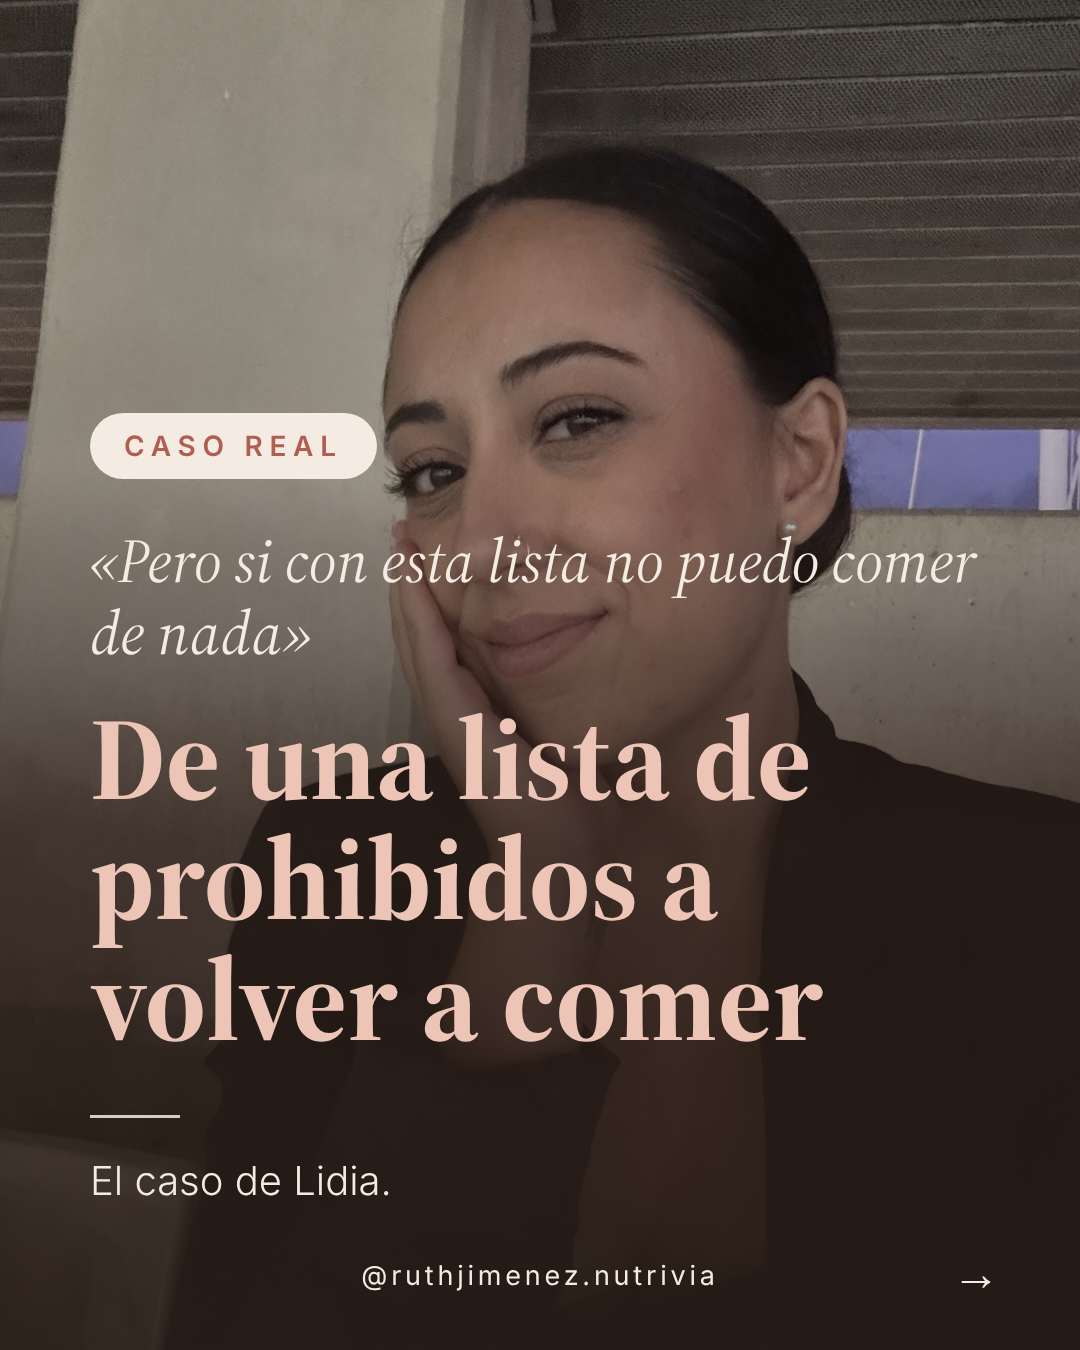 CASO REAL
«Pero si con esta lista no puedo comer
de nada»
De una lista de
prohibidos a
volver a comer
El caso de Lidia.
@ruthjimenez.nutrivia
→